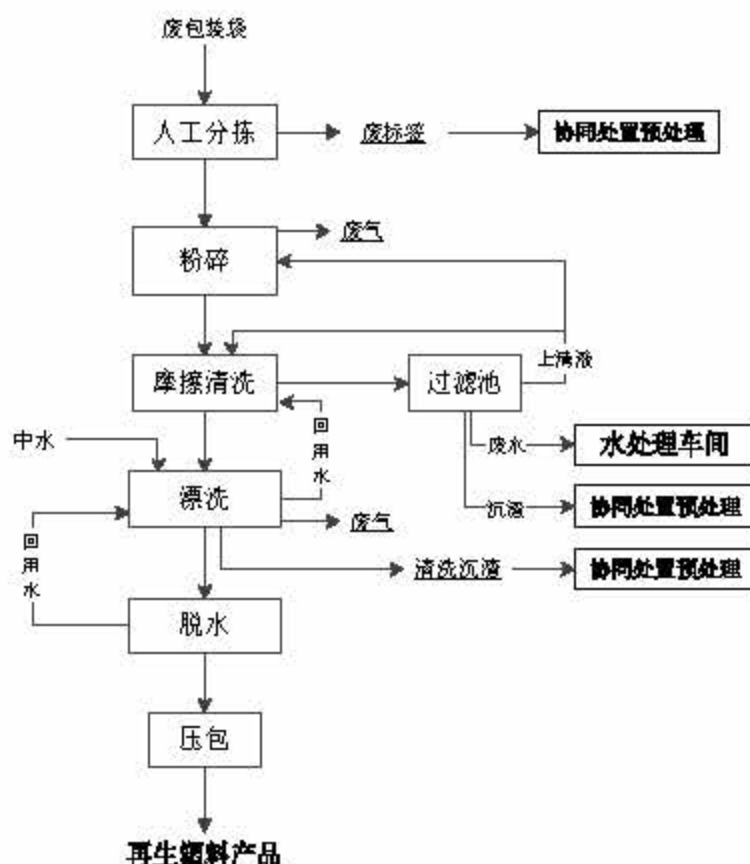 废包装袋
人工分拣
废标签
协同处置预处理
粉碎
废气
摩擦清洗
过滤池
上清液
回用水
中水
废水
水处理车间
漂洗
沉渣
协同处置预处理
废气
回用水
清洗沉渣
协同处置预处理
脱水
压包
再生塑料产品